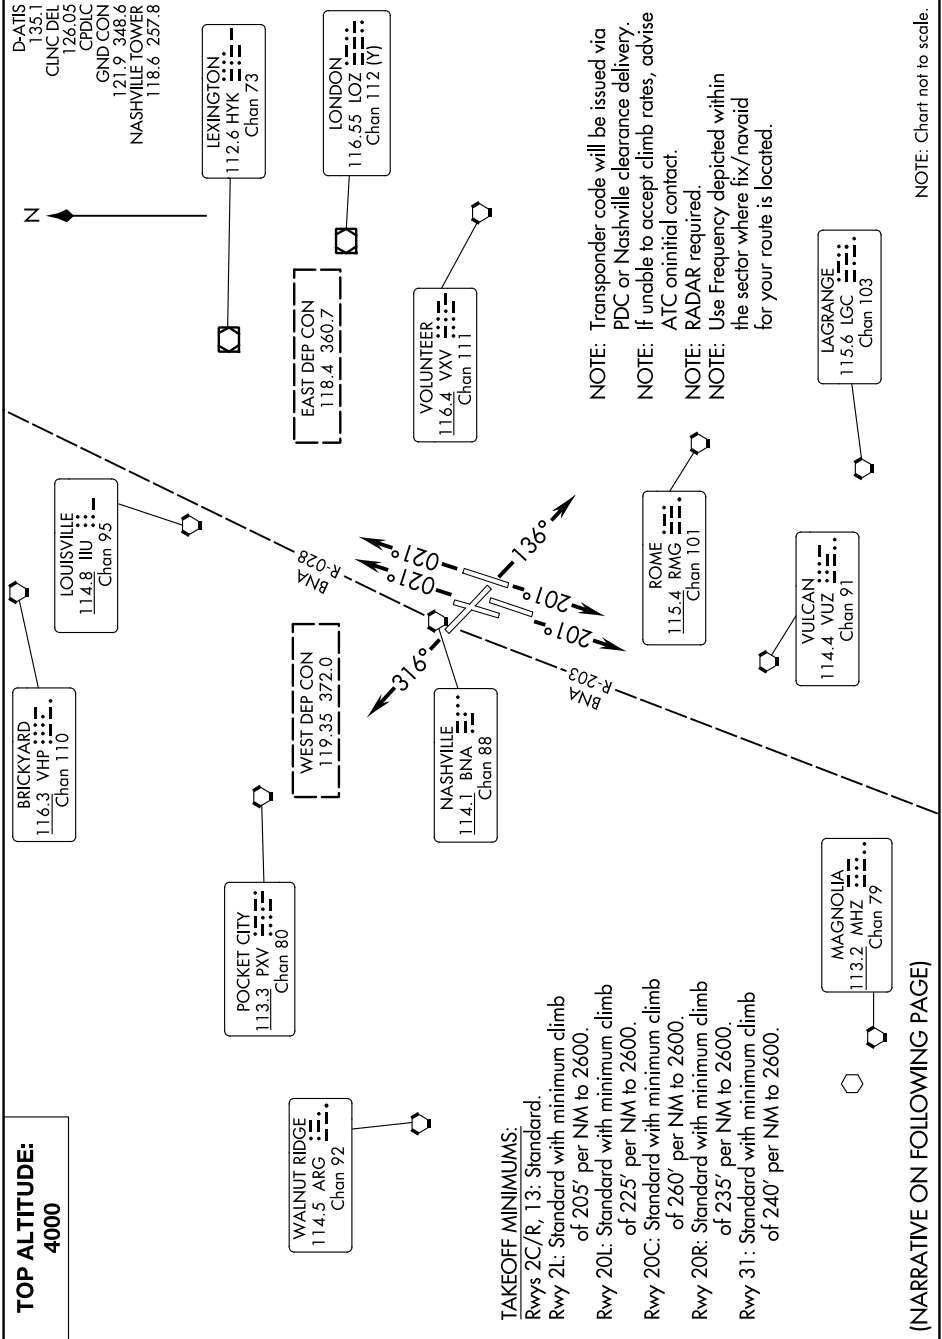 TOP ALTITUDE:
4000
D-ATIS
135.1
CLNC DEL
126.05
CPDLC
GND CON
121.9 348.6
NASHVILLE TOWER
118.6 257.8
BRICKYARD
116.3 VHP
Chan 110
LOUISVILLE
114.8 IIU
Chan 95
LEXINGTON
112.6 HYK
Chan 73
N
POCKET CITY
113.3 PXV
Chan 80
WALNUT RIDGE
114.5 ARG
Chan 92
WEST DEP CON
119.35 372.0
EAST DEP CON
118.4 360.7
LONDON
116.55 LOZ
Chan 112 (Y)
BNA
R-028
NASHVILLE
114.1 BNA
Chan 88
VOLUNTEER
116.4 VXV
Chan 111
316°
021°
021°
136°
201°
201°
BNA
R-203
TAKEOFF MINIMUMS:
Rwys 2C/R, 13: Standard.
Rwy 2L: Standard with minimum climb
of 205' per NM to 2600.
Rwy 20L: Standard with minimum climb
of 225' per NM to 2600.
Rwy 20C: Standard with minimum climb
of 260' per NM to 2600.
Rwy 20R: Standard with minimum climb
of 235' per NM to 2600.
Rwy 31: Standard with minimum climb
of 240' per NM to 2600.
ROME
115.4 RMG
Chan 101
NOTE: Transponder code will be issued via
PDC or Nashville clearance delivery.
NOTE: If unable to accept climb rates, advise
ATC oninitial contact.
NOTE: RADAR required.
NOTE: Use Frequency depicted within
the sector where fix/navaid
for your route is located.
MAGNOLIA
113.2 MHZ
Chan 79
VULCAN
114.4 VUZ
Chan 91
LAGRANGE
115.6 LGC
Chan 103
(NARRATIVE ON FOLLOWING PAGE)
NOTE: Chart not to scale.